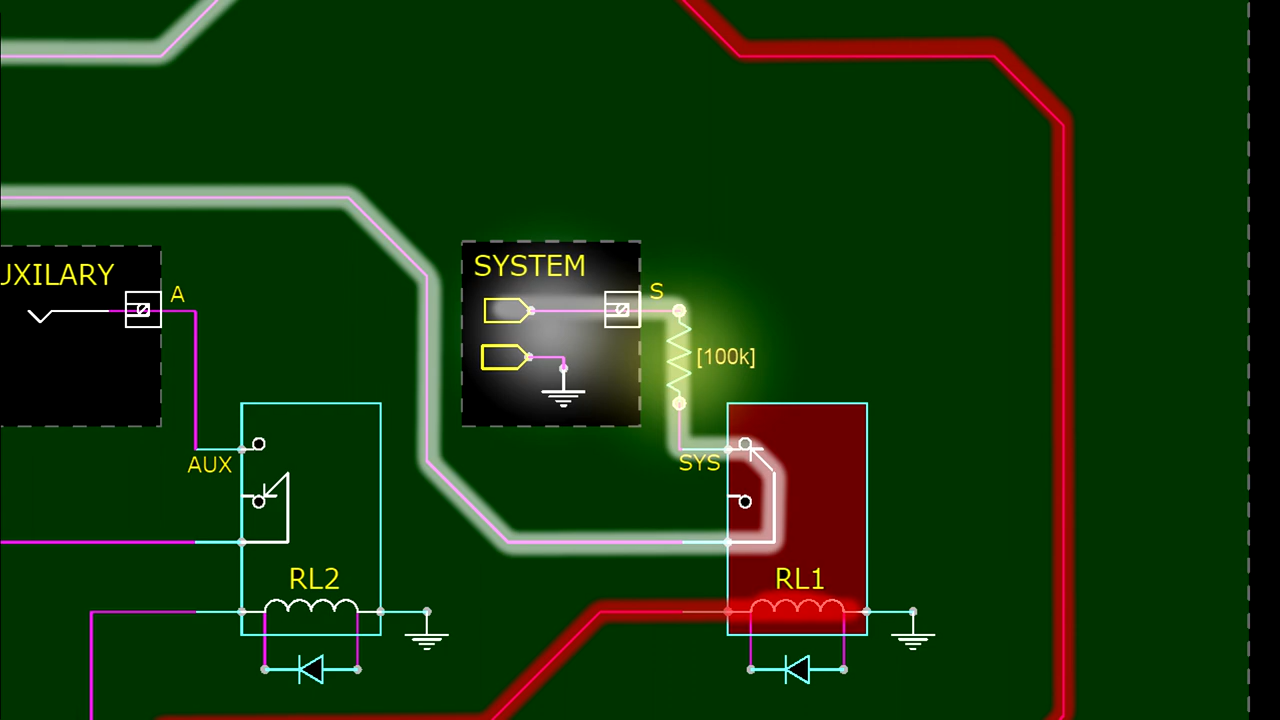 SYSTEM
UXILARY
A
S
[100k]
AUX
SYS
RL2
RL1